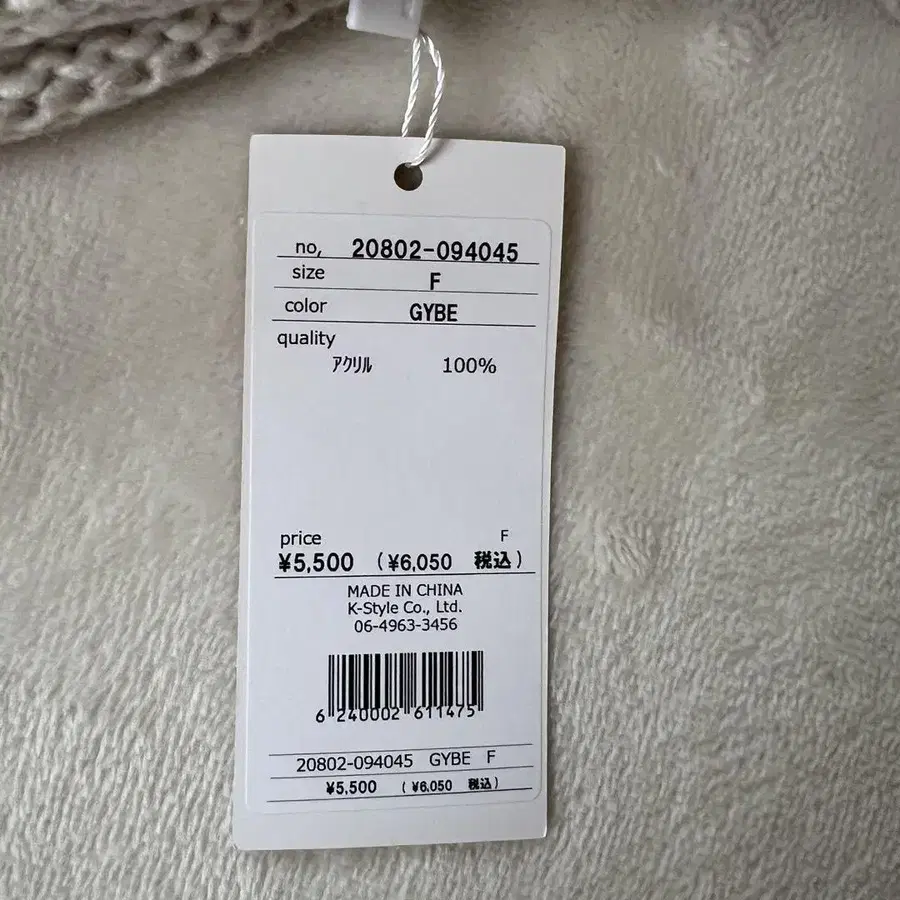 no, 20802-094045
size F
color GYBE
quality
ｱｸﾘﾙ 100%
price F
¥5,500 (¥6,050 税込)
MADE IN CHINA
K-Style Co., Ltd.
06-4963-3456
6 240002 611475
20802-094045 GYBE F
¥5,500 (¥6,050 税込)